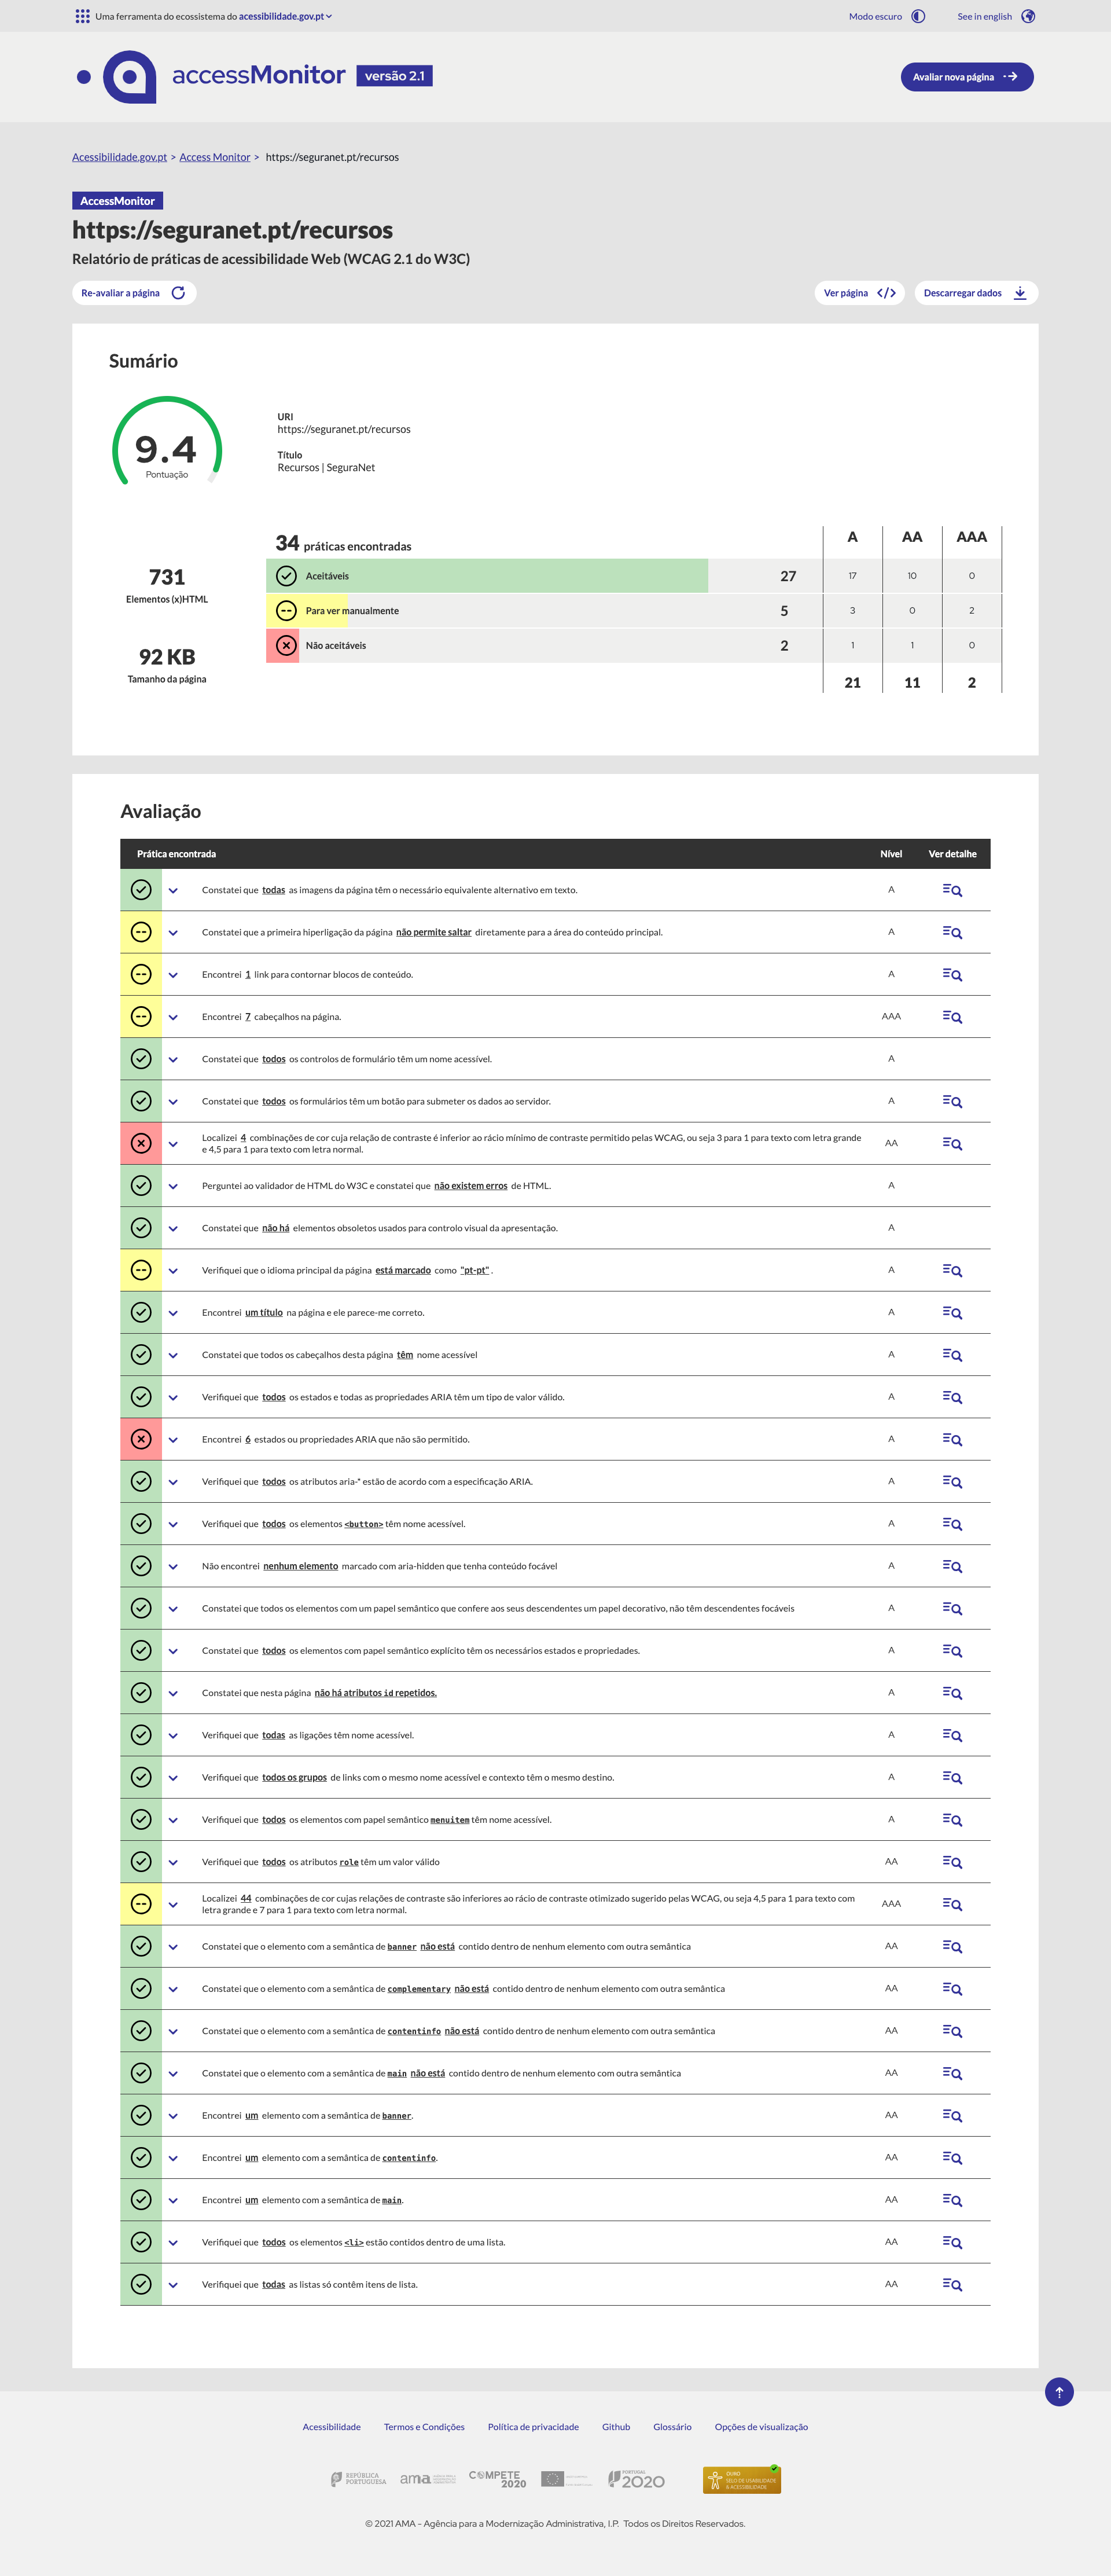 Uma ferramenta do ecossistema do acessibilidade.gov.pt
Modo escuro
See in english
accessMonitor versão 2.1
Avaliar nova página
Acessibilidade.gov.pt > Access Monitor > https://seguranet.pt/recursos
AccessMonitor
https://seguranet.pt/recursos
Relatório de práticas de acessibilidade Web (WCAG 2.1 do W3C)
Re-avaliar a página
Ver página
Descarregar dados
Sumário
9.4
Pontuação
URI
https://seguranet.pt/recursos
Título
Recursos | SeguraNet
731
Elementos (x)HTML
92 KB
Tamanho da página
34 práticas encontradas A AA AAA
Aceitáveis 27 17 10 0
Para ver manualmente 5 3 0 2
Não aceitáveis 2 1 1 0
21 11 2
Avaliação
Prática encontrada Nível Ver detalhe
Constatei que todas as imagens da página têm o necessário equivalente alternativo em texto. A
Constatei que a primeira hiperligação da página não permite saltar diretamente para a área do conteúdo principal. A
Encontrei 1 link para contornar blocos de conteúdo. A
Encontrei 7 cabeçalhos na página. AAA
Constatei que todos os controlos de formulário têm um nome acessível. A
Constatei que todos os formulários têm um botão para submeter os dados ao servidor. A
Localizei 4 combinações de cor cuja relação de contraste é inferior ao rácio mínimo de contraste permitido pelas WCAG, ou seja 3 para 1 para texto com letra grande
e 4,5 para 1 para texto com letra normal. AA
Perguntei ao validador de HTML do W3C e constatei que não existem erros de HTML. A
Constatei que não há elementos obsoletos usados para controlo visual da apresentação. A
Verifiquei que o idioma principal da página está marcado como "pt-pt" . A
Encontrei um título na página e ele parece-me correto. A
Constatei que todos os cabeçalhos desta página têm nome acessível A
Verifiquei que todos os estados e todas as propriedades ARIA têm um tipo de valor válido. A
Encontrei 6 estados ou propriedades ARIA que não são permitido. A
Verifiquei que todos os atributos aria-* estão de acordo com a especificação ARIA. A
Verifiquei que todos os elementos <button> têm nome acessível. A
Não encontrei nenhum elemento marcado com aria-hidden que tenha conteúdo focável A
Constatei que todos os elementos com um papel semântico que confere aos seus descendentes um papel decorativo, não têm descendentes focáveis A
Constatei que todos os elementos com papel semântico explícito têm os necessários estados e propriedades. A
Constatei que nesta página não há atributos id repetidos. A
Verifiquei que todas as ligações têm nome acessível. A
Verifiquei que todos os grupos de links com o mesmo nome acessível e contexto têm o mesmo destino. A
Verifiquei que todos os elementos com papel semântico menuitem têm nome acessível. A
Verifiquei que todos os atributos role têm um valor válido AA
Localizei 44 combinações de cor cujas relações de contraste são inferiores ao rácio de contraste otimizado sugerido pelas WCAG, ou seja 4,5 para 1 para texto com
letra grande e 7 para 1 para texto com letra normal. AAA
Constatei que o elemento com a semântica de banner não está contido dentro de nenhum elemento com outra semântica AA
Constatei que o elemento com a semântica de complementary não está contido dentro de nenhum elemento com outra semântica AA
Constatei que o elemento com a semântica de contentinfo não está contido dentro de nenhum elemento com outra semântica AA
Constatei que o elemento com a semântica de main não está contido dentro de nenhum elemento com outra semântica AA
Encontrei um elemento com a semântica de banner. AA
Encontrei um elemento com a semântica de contentinfo. AA
Encontrei um elemento com a semântica de main. AA
Verifiquei que todos os elementos <li> estão contidos dentro de uma lista. AA
Verifiquei que todas as listas só contêm itens de lista. AA
Acessibilidade Termos e Condições Política de privacidade Github Glossário Opções de visualização
REPÚBLICA
PORTUGUESA
ama
COMPETE
2020
PORTUGAL
2020
OURO
SELO DE USABILIDADE
& ACESSIBILIDADE
© 2021 AMA - Agência para a Modernização Administrativa, I.P. Todos os Direitos Reservados.